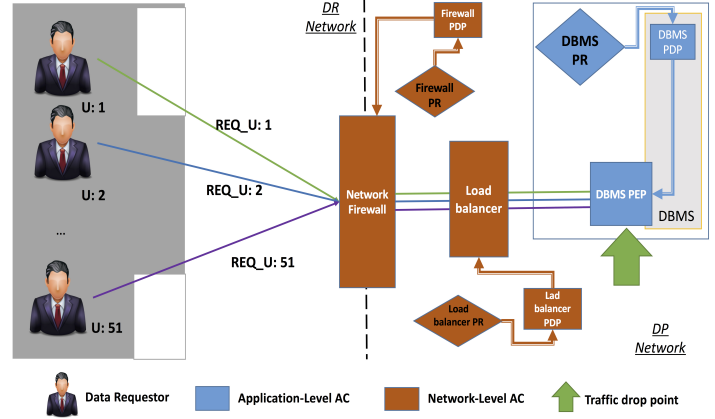 DR
Network
Firewall
PDP
Firewall
PR
DBMS
PR
DBMS
PDP
U: 1
REQ_U: 1
U: 2
REQ_U: 2
...
Network
Firewall
Load
balancer
DBMS PEP
DBMS
REQ_U: 51
U: 51
Load
balancer PR
Lad
balancer
PDP
DP
Network
Data Requestor
Application-Level AC
Network-Level AC
Traffic drop point